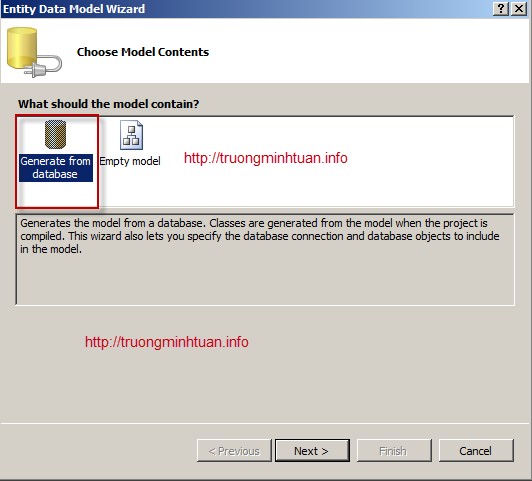 Entity Data Model Wizard
Choose Model Contents
What should the model contain?
Generate from
database
Empty model
http://truongminhtuan.info
Generates the model from a database. Classes are generated from the model when the project is
compiled. This wizard also lets you specify the database connection and database objects to include
in the model.
http://truongminhtuan.info
< Previous
Next >
Finish
Cancel